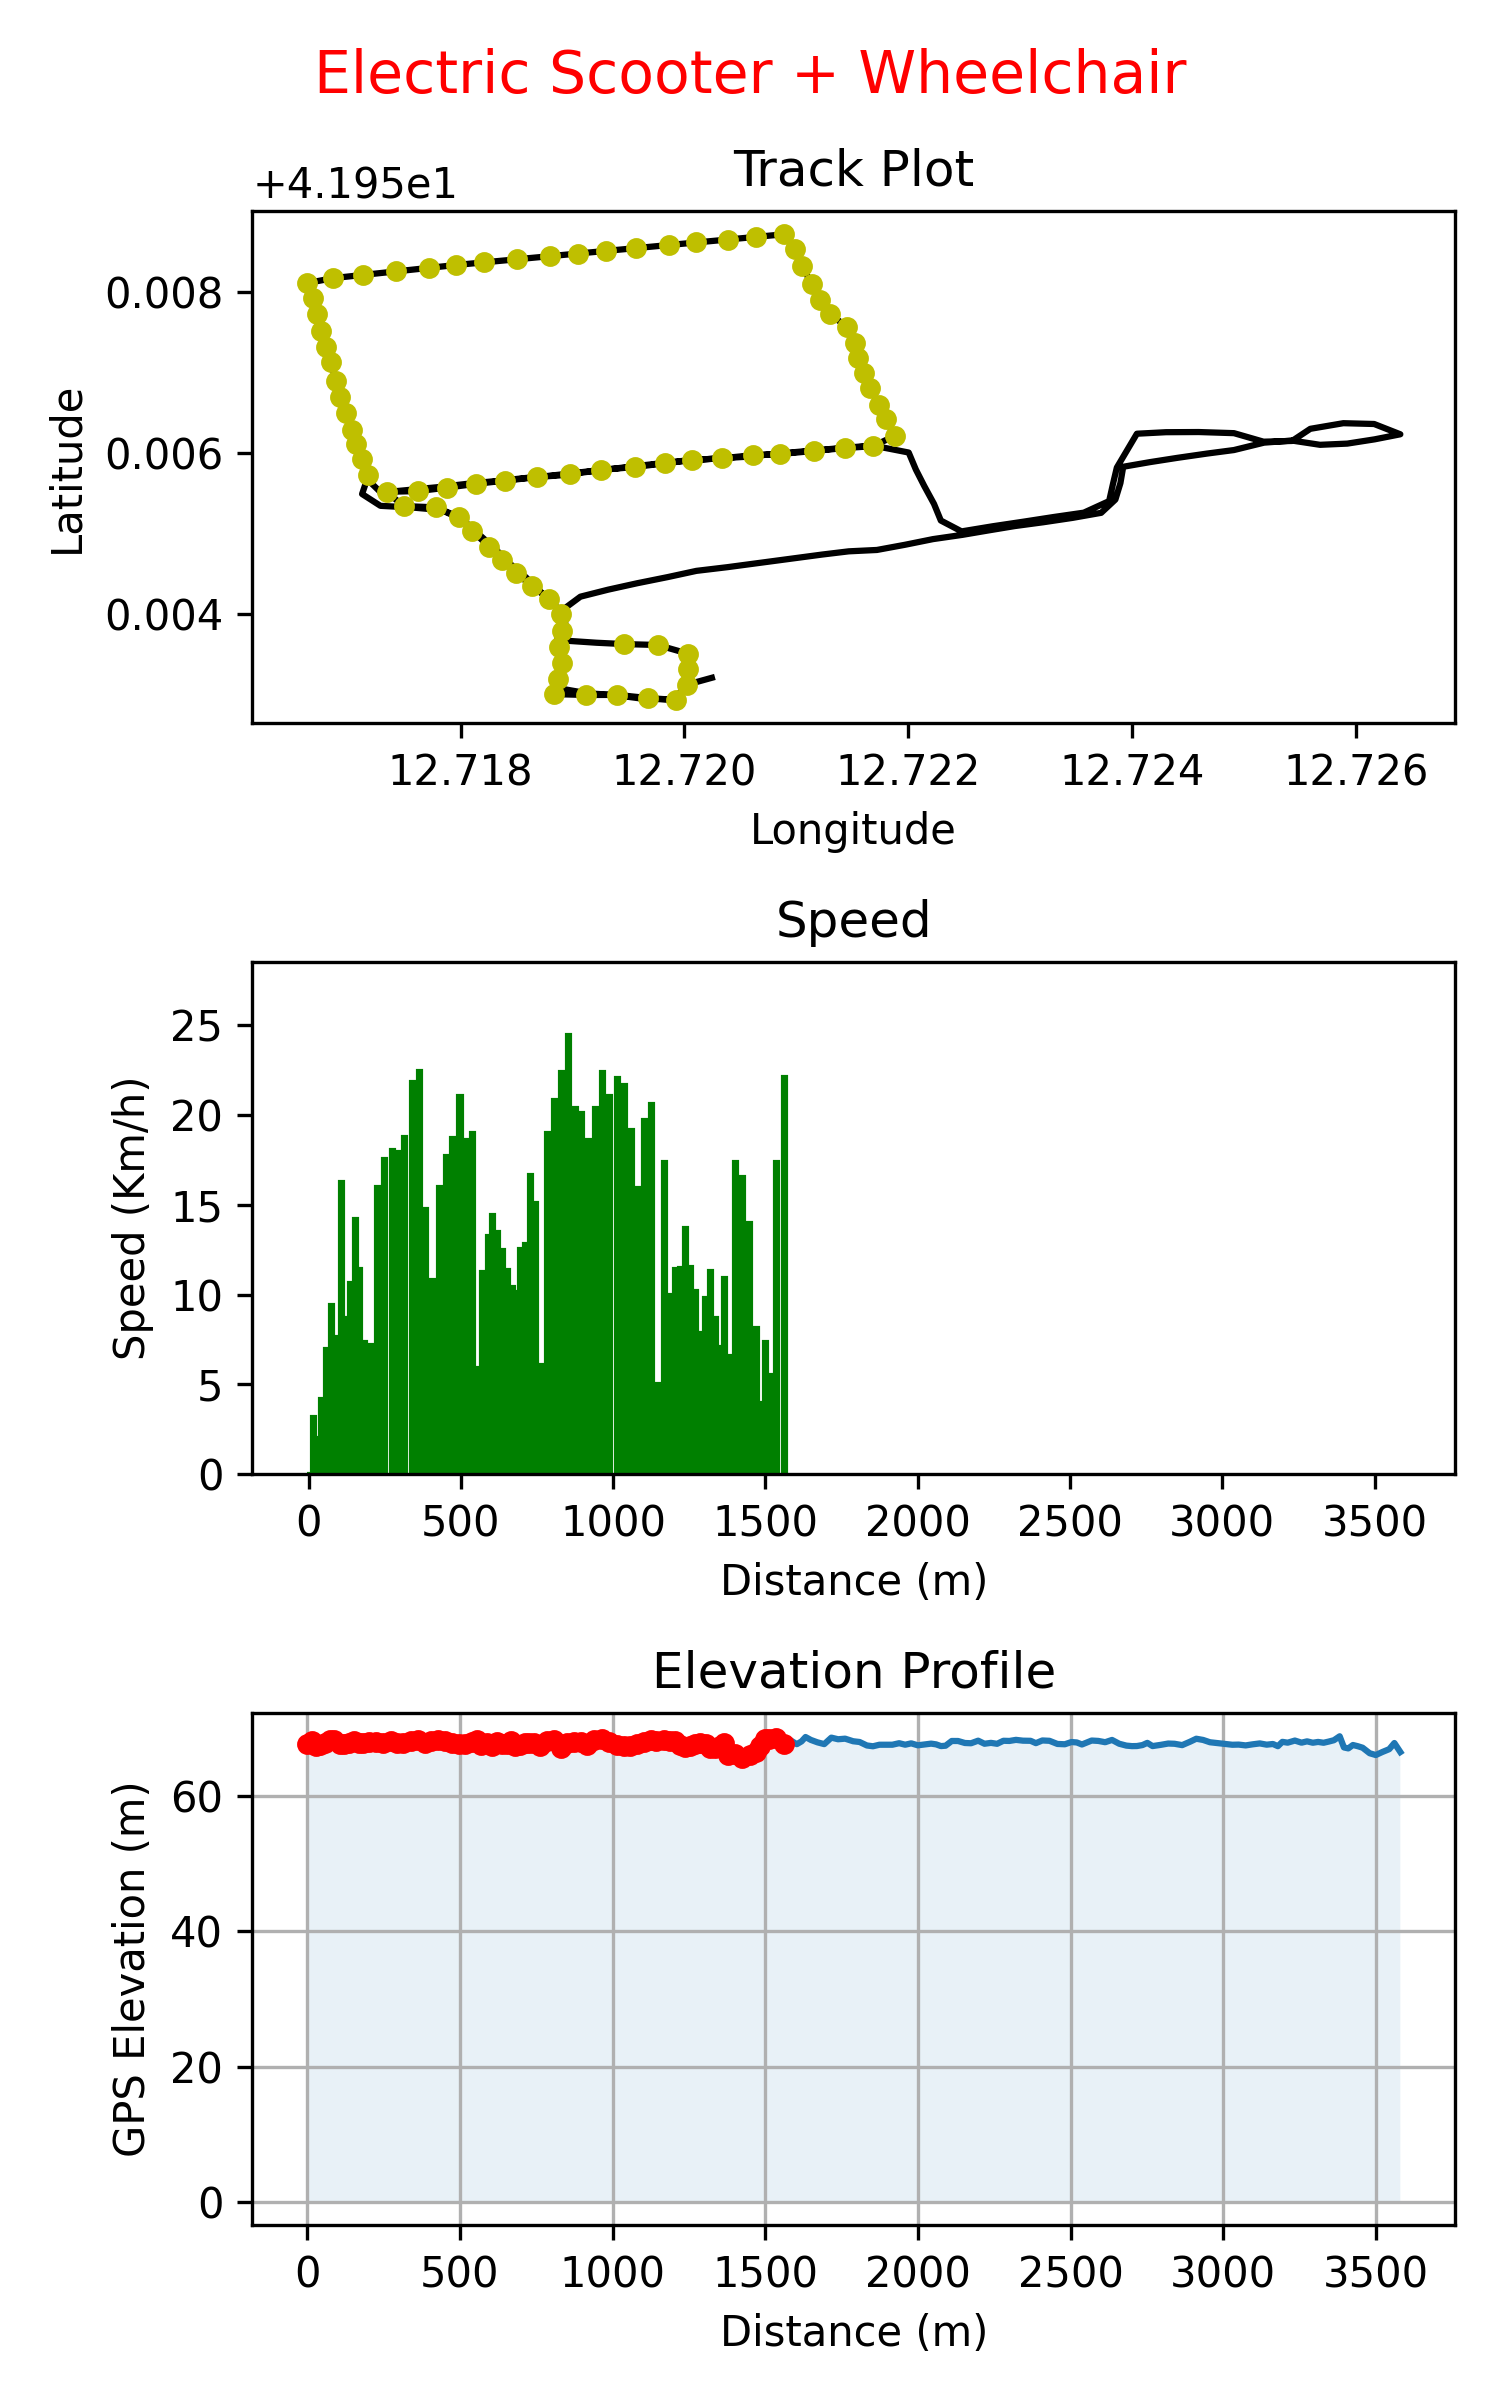 Electric Scooter + Wheelchair
Track Plot
+4.195e1
0.008
0.006
0.004
Latitude
12.718 12.720 12.722 12.724 12.726
Longitude
Speed
25
20
15
10
5
0
Speed (Km/h)
0 500 1000 1500 2000 2500 3000 3500
Distance (m)
Elevation Profile
60
40
20
0
GPS Elevation (m)
0 500 1000 1500 2000 2500 3000 3500
Distance (m)